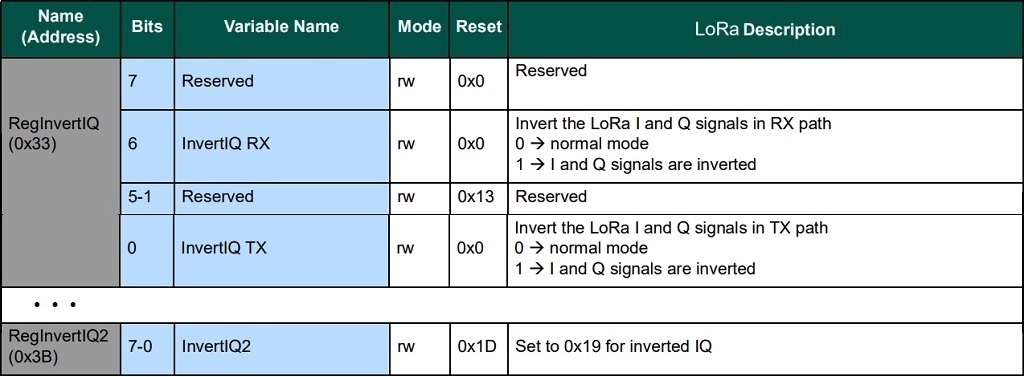 Name (Address) Bits Variable Name Mode Reset LoRa Description
RegInvertIQ (0x33)
7 Reserved rw 0x0 Reserved
6 InvertIQ RX rw 0x0 Invert the LoRa I and Q signals in RX path
0 → normal mode
1 → I and Q signals are inverted
5-1 Reserved rw 0x13 Reserved
0 InvertIQ TX rw 0x0 Invert the LoRa I and Q signals in TX path
0 → normal mode
1 → I and Q signals are inverted
• • •
RegInvertIQ2 (0x3B) 7-0 InvertIQ2 rw 0x1D Set to 0x19 for inverted IQ